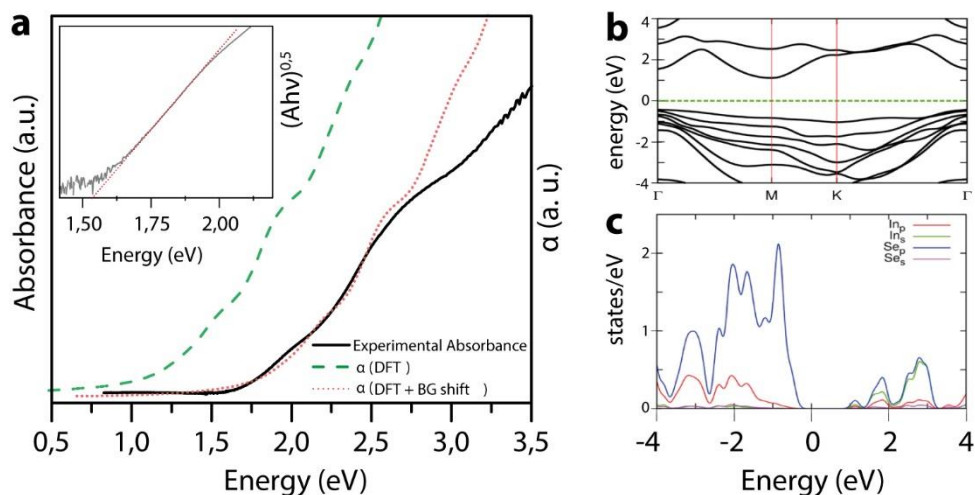 a
Absorbance (a.u.)
(Ahν)^0,5
1,50 1,75 2,00
Energy (eV)
α (a. u.)
Experimental Absorbance
α (DFT )
α (DFT + BG shift )
0,5 1,0 1,5 2,0 2,5 3,0 3,5
Energy (eV)
b
energy (eV)
4
2
0
-2
-4
Γ M K Γ
c
states/eV
2
1
0
In_p
In_s
Se_p
Se_s
-4 -2 0 2 4
Energy (eV)